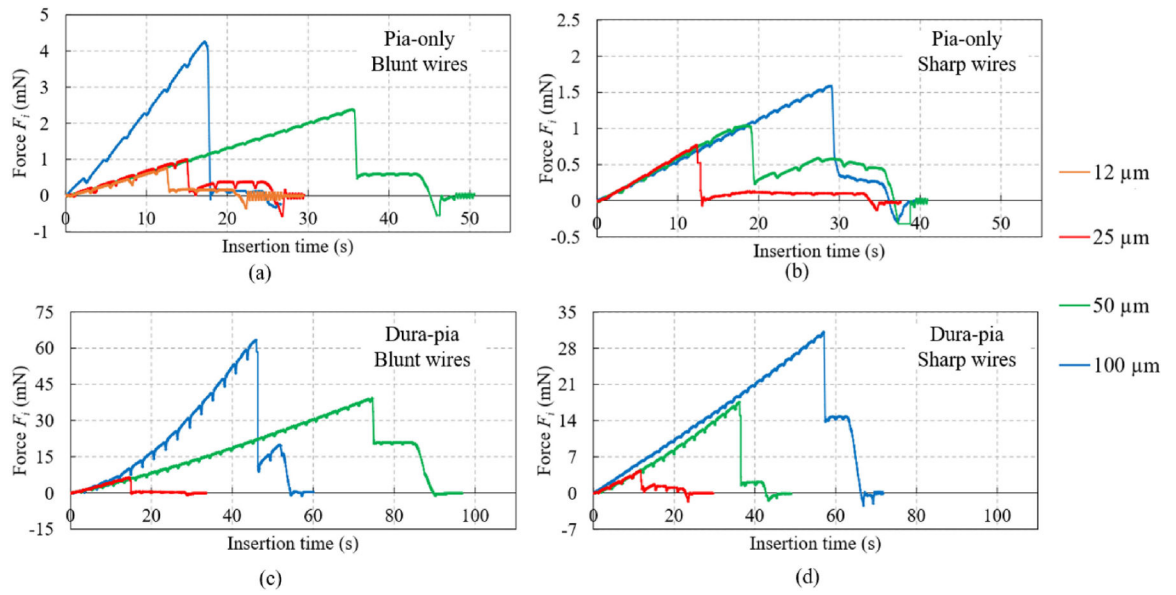 5
4
3
2
1
0
-1
0
10
20
30
40
50
Force Fi (mN)
Insertion time (s)
Pia-only
Blunt wires
(a)
2.5
2
1.5
1
0.5
0
-0.5
0
10
20
30
40
50
Force Fi (mN)
Insertion time (s)
Pia-only
Sharp wires
(b)
12 µm
25 µm
50 µm
100 µm
75
60
45
30
15
0
-15
0
20
40
60
80
100
Force Fi (mN)
Insertion time (s)
Dura-pia
Blunt wires
(c)
35
28
21
14
7
0
-7
0
20
40
60
80
100
Force Fi (mN)
Insertion time (s)
Dura-pia
Sharp wires
(d)